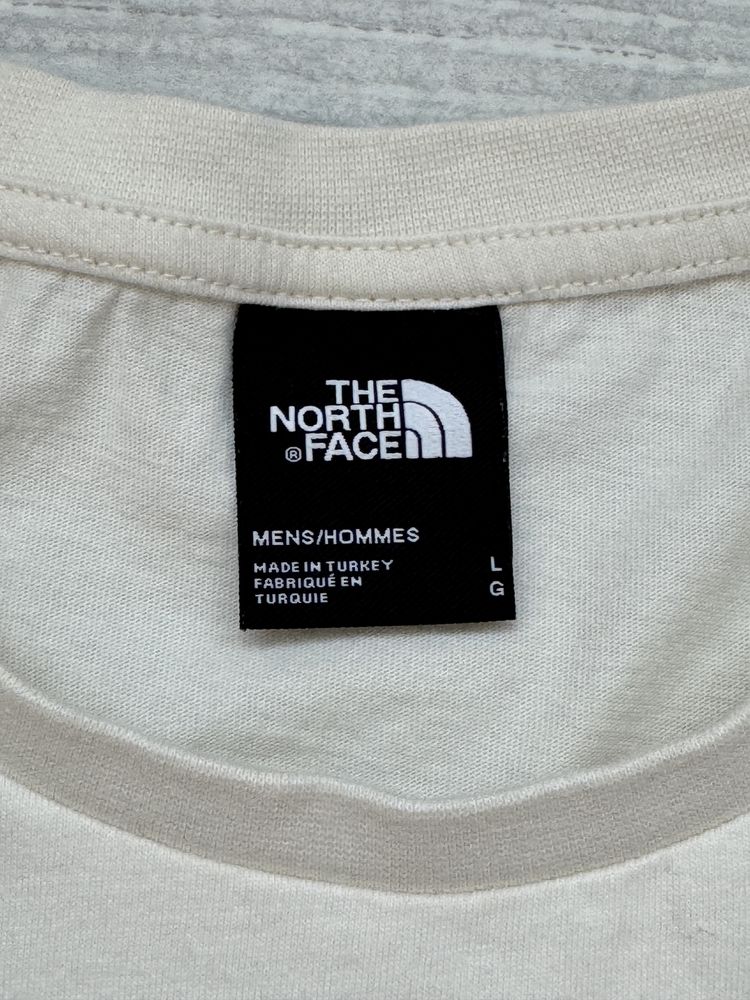 THE
NORTH
® FACE
MENS/HOMMES
MADE IN TURKEY
FABRIQUÉ EN
TURQUIE
L
G